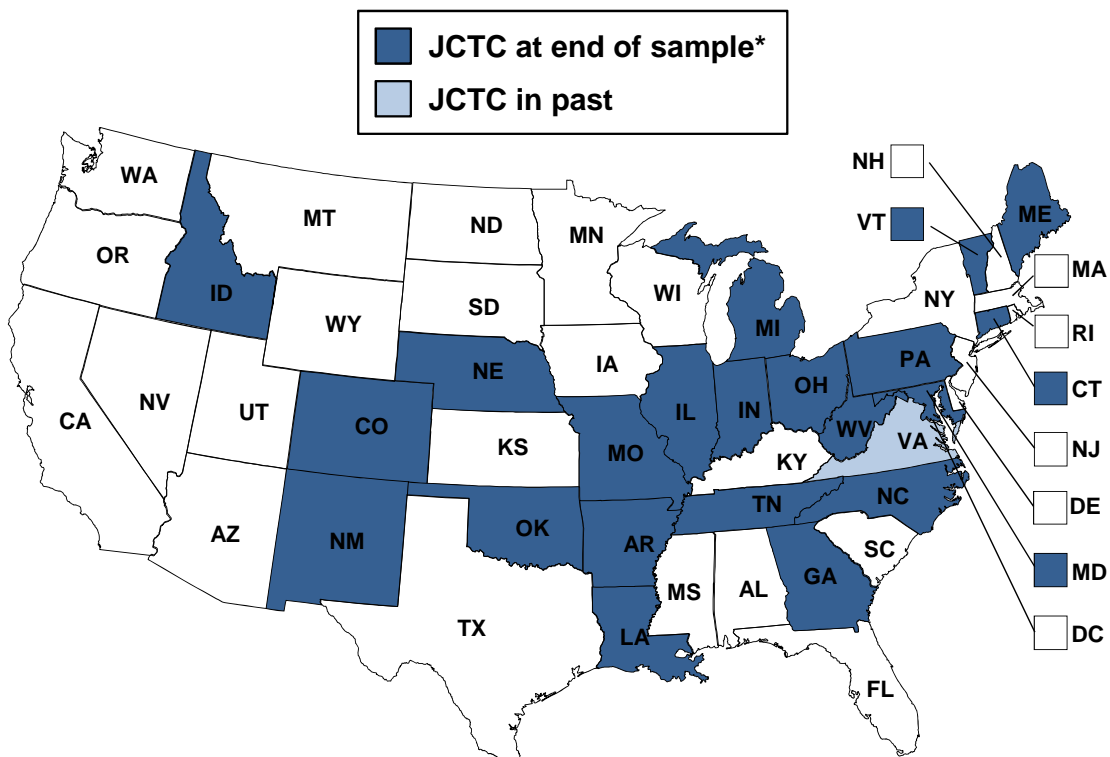 JCTC at end of sample*
JCTC in past
WA
MT
ND
MN
NH
VT
ME
OR
ID
WY
SD
WI
MI
NY
MA
RI
NE
IA
PA
CT
CA
NV
UT
CO
KS
MO
IL
IN
OH
WV
VA
KY
NJ
AZ
NM
OK
AR
TN
NC
DE
SC
MD
TX
LA
MS
AL
GA
DC
FL